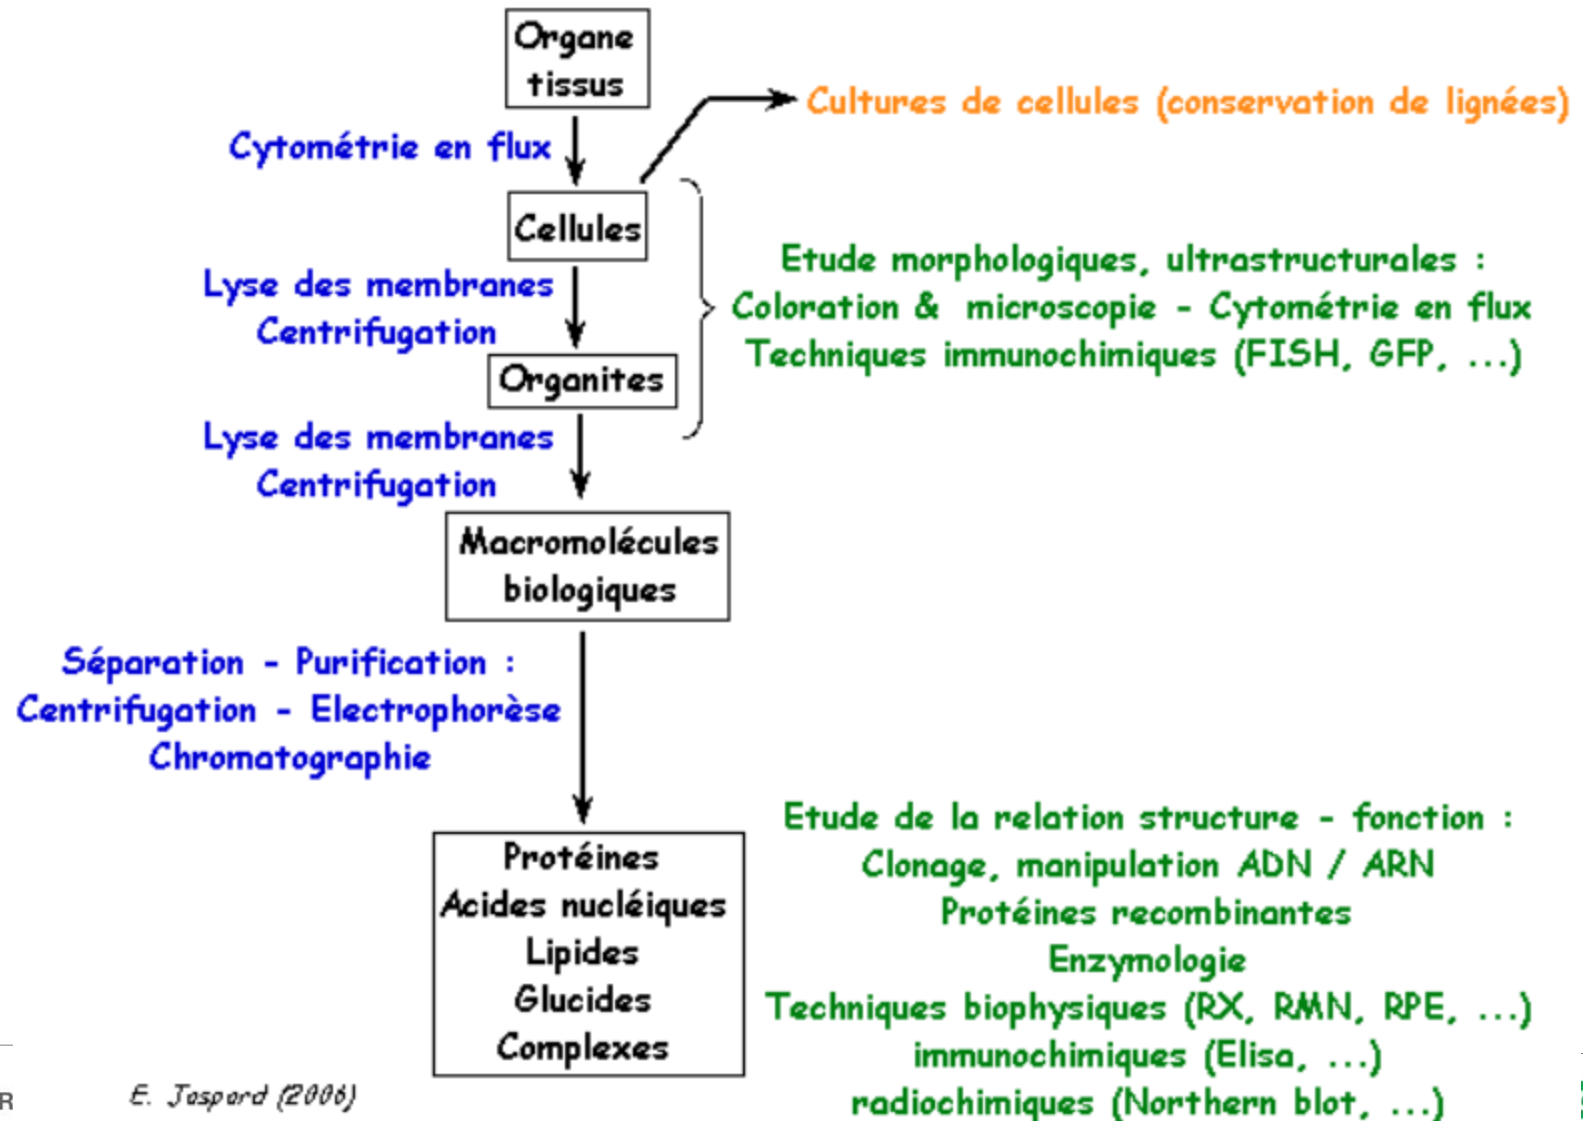 Organe
tissus
Cultures de cellules (conservation de lignées)
Cytométrie en flux
Cellules
Lyse des membranes
Centrifugation
Etude morphologiques, ultrastructurales :
Coloration & microscopie - Cytométrie en flux
Techniques immunochimiques (FISH, GFP, ...)
Organites
Lyse des membranes
Centrifugation
Macromolécules
biologiques
Séparation - Purification :
Centrifugation - Electrophorèse
Chromatographie
Protéines
Acides nucléiques
Lipides
Glucides
Complexes
Etude de la relation structure - fonction :
Clonage, manipulation ADN / ARN
Protéines recombinantes
Enzymologie
Techniques biophysiques (RX, RMN, RPE, ...)
immunochimiques (Elisa, ...)
radiochimiques (Northern blot, ...)
R
E. Jaspard (2006)